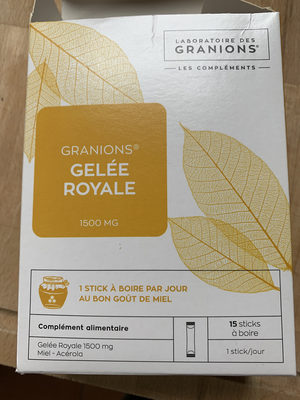 LABORATOIRE DES
GRANIONS®
LES COMPLÉMENTS
GRANIONS®
GELÉE
ROYALE
1500 MG
1 STICK À BOIRE PAR JOUR
AU BON GOÛT DE MIEL
Complément alimentaire
15 sticks
à boire
Gelée Royale 1500 mg
Miel - Acérola
1 stick/jour